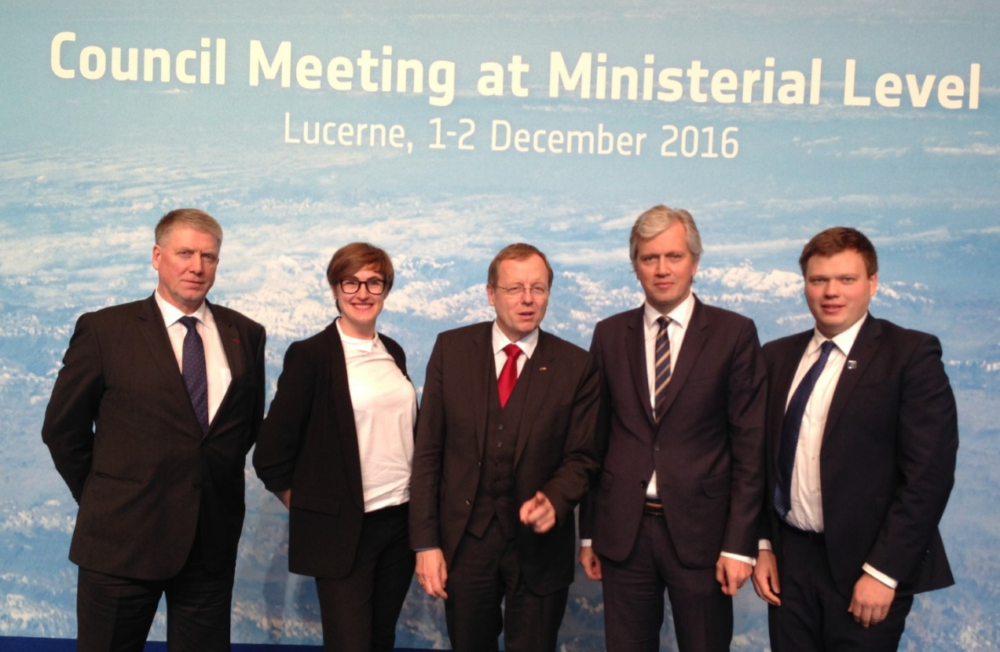 Council Meeting at Ministerial Level
Lucerne, 1-2 December 2016